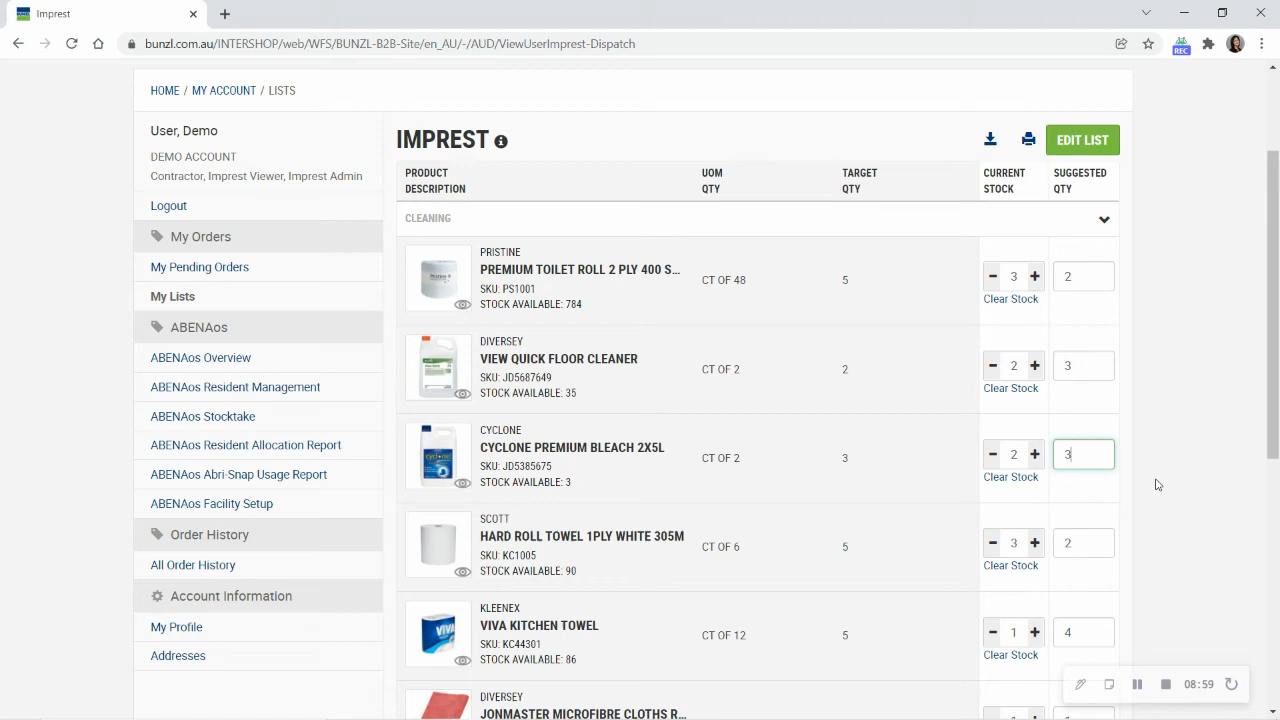 Imprest
bunzl.com.au/INTERSHOP/web/WFS/BUNZL-B2B-Site/en_AU/-/AUD/ViewUserImprest-Dispatch
REC
HOME / MY ACCOUNT / LISTS
User, Demo
DEMO ACCOUNT
Contractor, Imprest Viewer, Imprest Admin
Logout
My Orders
My Pending Orders
My Lists
ABENAos
ABENAos Overview
ABENAos Resident Management
ABENAos Stocktake
ABENAos Resident Allocation Report
ABENAos Abri-Snap Usage Report
ABENAos Facility Setup
Order History
All Order History
Account Information
My Profile
Addresses
IMPREST
EDIT LIST
PRODUCT DESCRIPTION
UOM QTY
TARGET QTY
CURRENT STOCK
SUGGESTED QTY
CLEANING
PRISTINE
PREMIUM TOILET ROLL 2 PLY 400 S...
SKU: PS1001
STOCK AVAILABLE: 784
CT OF 48
5
- 3 +
Clear Stock
2
DIVERSEY
VIEW QUICK FLOOR CLEANER
SKU: JD5687649
STOCK AVAILABLE: 35
CT OF 2
2
- 2 +
Clear Stock
3
CYCLONE
CYCLONE PREMIUM BLEACH 2X5L
SKU: JD5385675
STOCK AVAILABLE: 3
CT OF 2
3
- 2 +
Clear Stock
3
SCOTT
HARD ROLL TOWEL 1PLY WHITE 305M
SKU: KC1005
STOCK AVAILABLE: 90
CT OF 6
5
- 3 +
Clear Stock
2
KLEENEX
VIVA KITCHEN TOWEL
SKU: KC44301
STOCK AVAILABLE: 86
CT OF 12
5
- 1 +
Clear Stock
4
DIVERSEY
JONMASTER MICROFIBRE CLOTHS R...
08:59